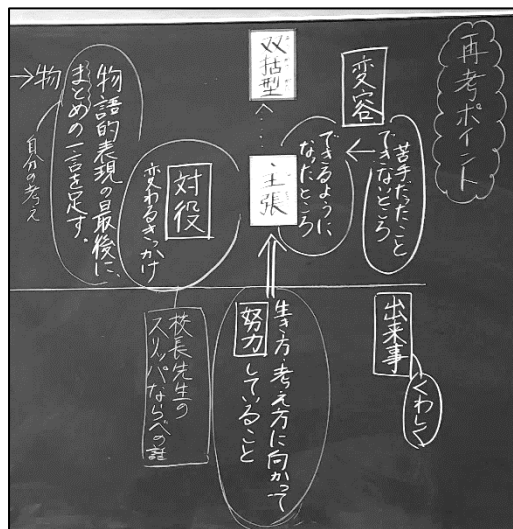 再考ポイント
変容
苦手だったこと
できないところ
できるように
なったところ
双括型
主張
対役
変わるきっかけ
物語的表現の最後に、
まとめの一言を足す。
→物
自分の考え
出来事
くわしく
生き方・考え方に向かって
努力していること
校長先生の
スリッパならべの話